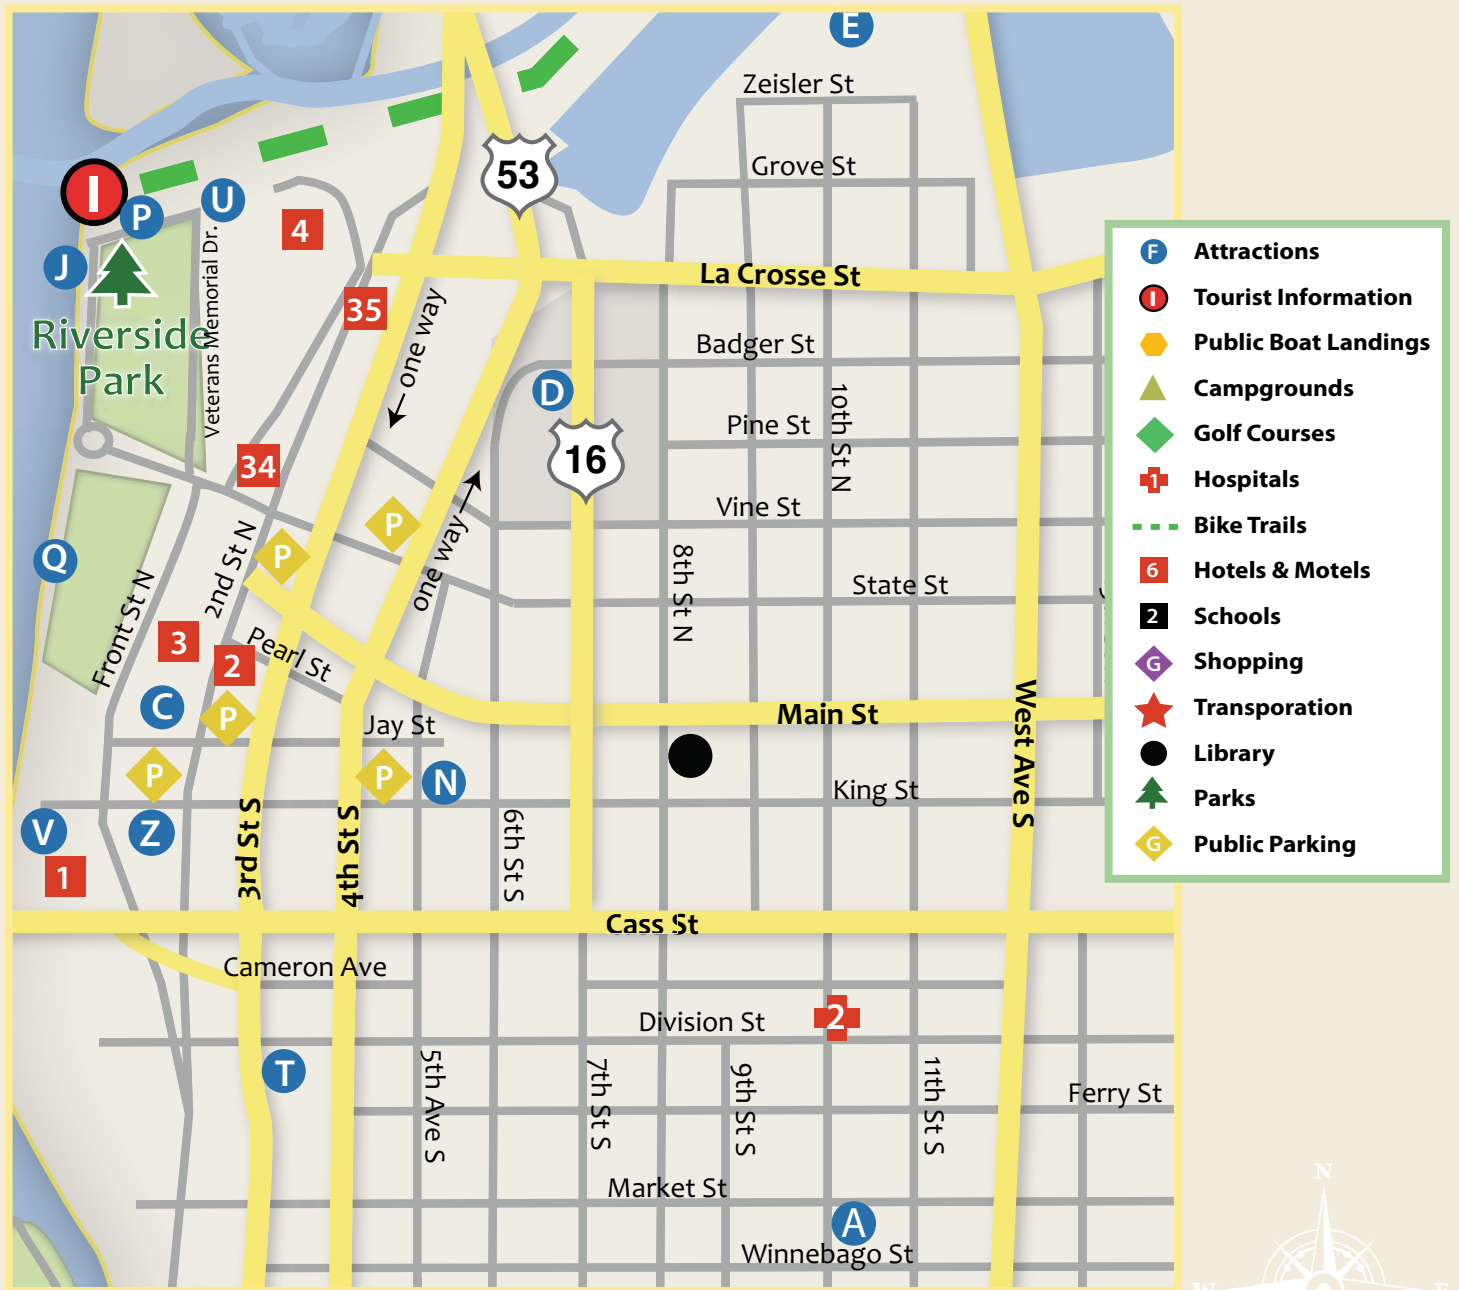 E
Zeisler St
Grove St
53
I
P
U
4
J
La Crosse St
35
one way
Riverside
Park
Veterans Memorial Dr.
Badger St
D
10th St N
Pine St
16
34
P
Vine St
one way
P
Q
2nd St N
8th St N
State St
Front St N
3
Pearl St
2
C
P
Jay St
Main St
West Ave S
P
P
N
King St
V
Z
3rd St S
4th St S
6th St S
1
Cass St
Cameron Ave
Division St
2
T
5th Ave S
7th St S
9th St S
11th St S
Ferry St
Market St
A
Winnebago St
F Attractions
I Tourist Information
Public Boat Landings
Campgrounds
Golf Courses
1 Hospitals
Bike Trails
6 Hotels & Motels
2 Schools
G Shopping
Transporation
Library
Parks
G Public Parking
N
W E